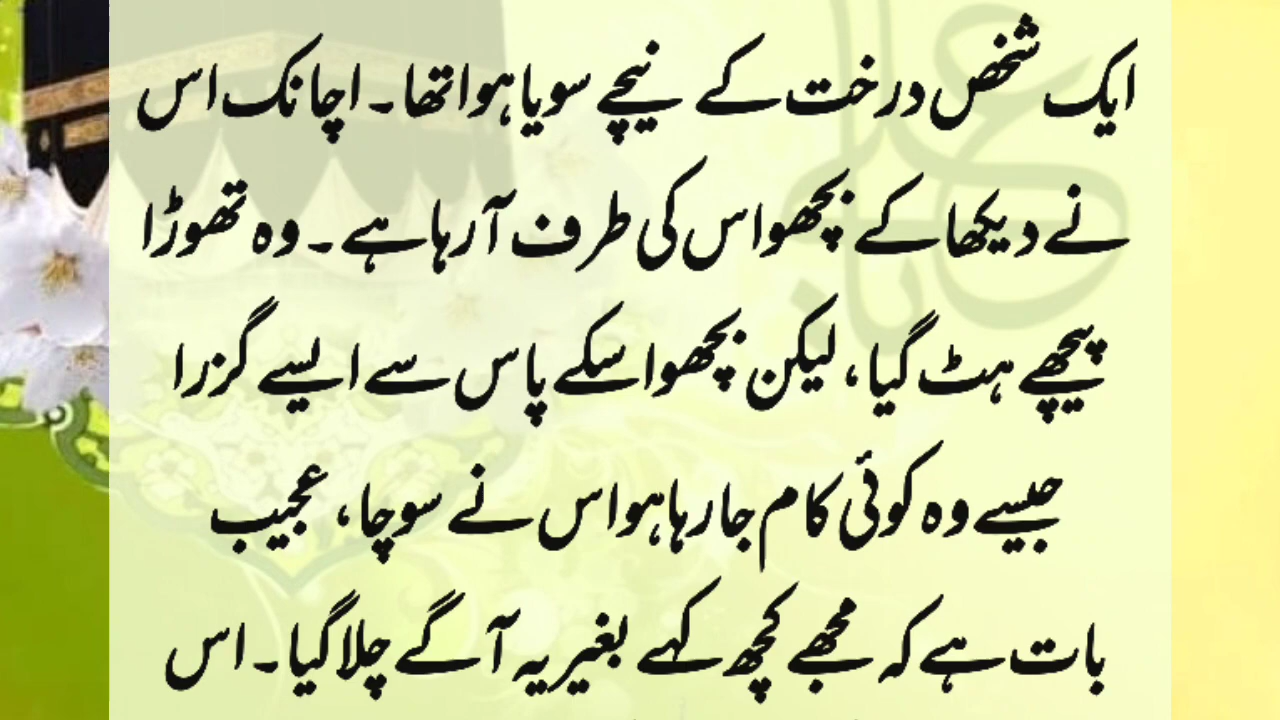 ایک شخص درخت کے نیچے سویا ہوا تھا۔ اچانک اس
نے دیکھا کے بچھو اس کی طرف آرہا ہے۔ وہ تھوڑا
پیچھے ہٹ گیا، لیکن بچھو اسکے پاس سے ایسے گزرا
جیسے وہ کوئی کام جا رہا ہو اس نے سوچا، عجیب
بات ہے کہ مجھے کچھ کہے بغیر یہ آگے چلا گیا۔ اس